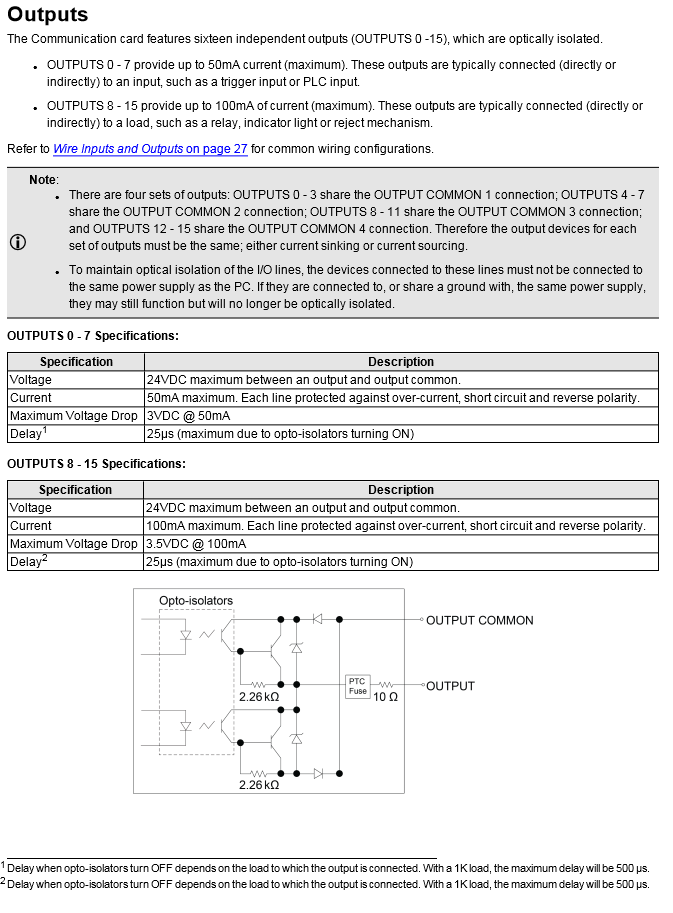 Outputs
The Communication card features sixteen independent outputs (OUTPUTS 0 -15), which are optically isolated.
• OUTPUTS 0 - 7 provide up to 50mA current (maximum). These outputs are typically connected (directly or
indirectly) to an input, such as a trigger input or PLC input.
• OUTPUTS 8 - 15 provide up to 100mA of current (maximum). These outputs are typically connected (directly or
indirectly) to a load, such as a relay, indicator light or reject mechanism.
Refer to Wire Inputs and Outputs on page 27 for common wiring configurations.
Note:
• There are four sets of outputs: OUTPUTS 0 - 3 share the OUTPUT COMMON 1 connection; OUTPUTS 4 - 7
share the OUTPUT COMMON 2 connection; OUTPUTS 8 - 11 share the OUTPUT COMMON 3 connection;
and OUTPUTS 12 - 15 share the OUTPUT COMMON 4 connection. Therefore the output devices for each
set of outputs must be the same; either current sinking or current sourcing.
• To maintain optical isolation of the I/O lines, the devices connected to these lines must not be connected to
the same power supply as the PC. If they are connected to, or share a ground with, the same power supply,
they may still function but will no longer be optically isolated.
OUTPUTS 0 - 7 Specifications:
Specification Description
Voltage 24VDC maximum between an output and output common.
Current 50mA maximum. Each line protected against over-current, short circuit and reverse polarity.
Maximum Voltage Drop 3VDC @ 50mA
Delay1 25µs (maximum due to opto-isolators turning ON)
OUTPUTS 8 - 15 Specifications:
Specification Description
Voltage 24VDC maximum between an output and output common.
Current 100mA maximum. Each line protected against over-current, short circuit and reverse polarity.
Maximum Voltage Drop 3.5VDC @ 100mA
Delay2 25µs (maximum due to opto-isolators turning ON)
Opto-isolators
OUTPUT COMMON
PTC
Fuse
OUTPUT
2.26kΩ
10 Ω
2.26kΩ
1 Delay when opto-isolators turn OFF depends on the load to which the output is connected. With a 1K load, the maximum delay will be 500 µs.
2 Delay when opto-isolators turn OFF depends on the load to which the output is connected. With a 1K load, the maximum delay will be 500 µs.